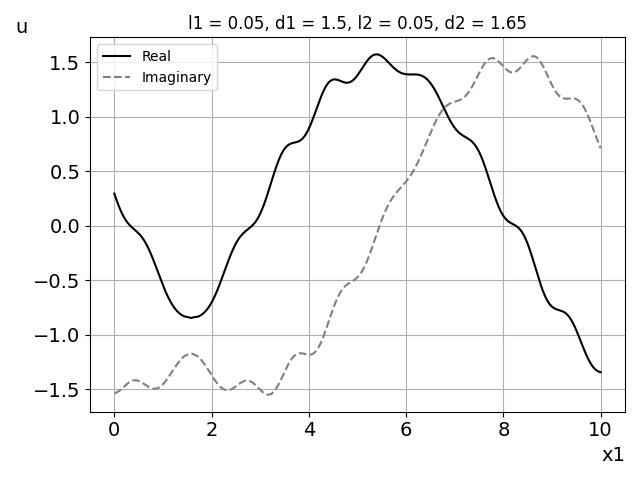 l1 = 0.05, d1 = 1.5, l2 = 0.05, d2 = 1.65
u
Real
Imaginary
1.5
1.0
0.5
0.0
−0.5
−1.0
−1.5
0 2 4 6 8 10
x1